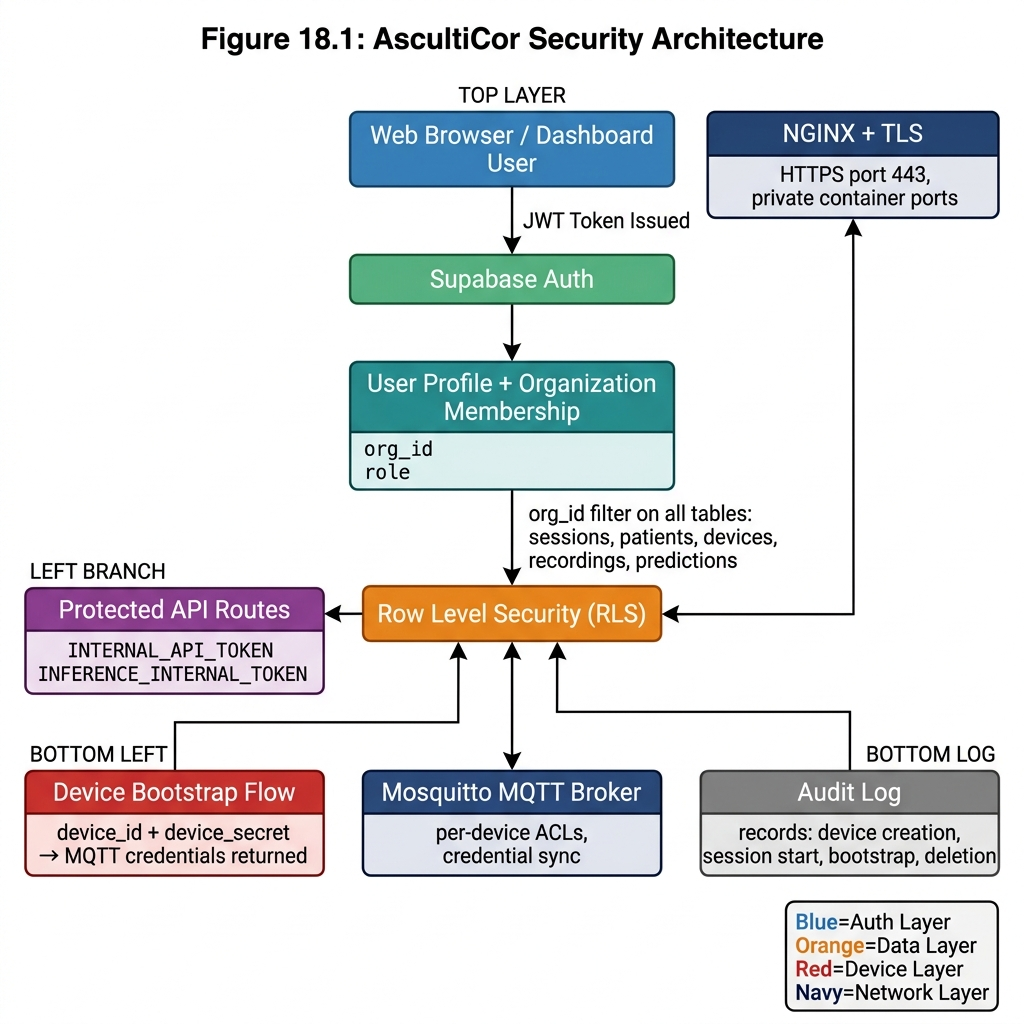 Figure 18.1: AscultiCor Security Architecture
TOP LAYER
Web Browser / Dashboard
User
NGINX + TLS
HTTPS port 443,
private container ports
JWT Token Issued
Supabase Auth
User Profile + Organization
Membership
org_id
role
org_id filter on all tables:
sessions, patients, devices,
recordings, predictions
LEFT BRANCH
Protected API Routes
INTERNAL_API_TOKEN
INFERENCE_INTERNAL_TOKEN
Row Level Security (RLS)
BOTTOM LEFT
Device Bootstrap Flow
device_id + device_secret
→ MQTT credentials returned
Mosquitto MQTT Broker
per-device ACLs,
credential sync
BOTTOM LOG
Audit Log
records: device creation,
session start, bootstrap, deletion
Blue=Auth Layer
Orange=Data Layer
Red=Device Layer
Navy=Network Layer